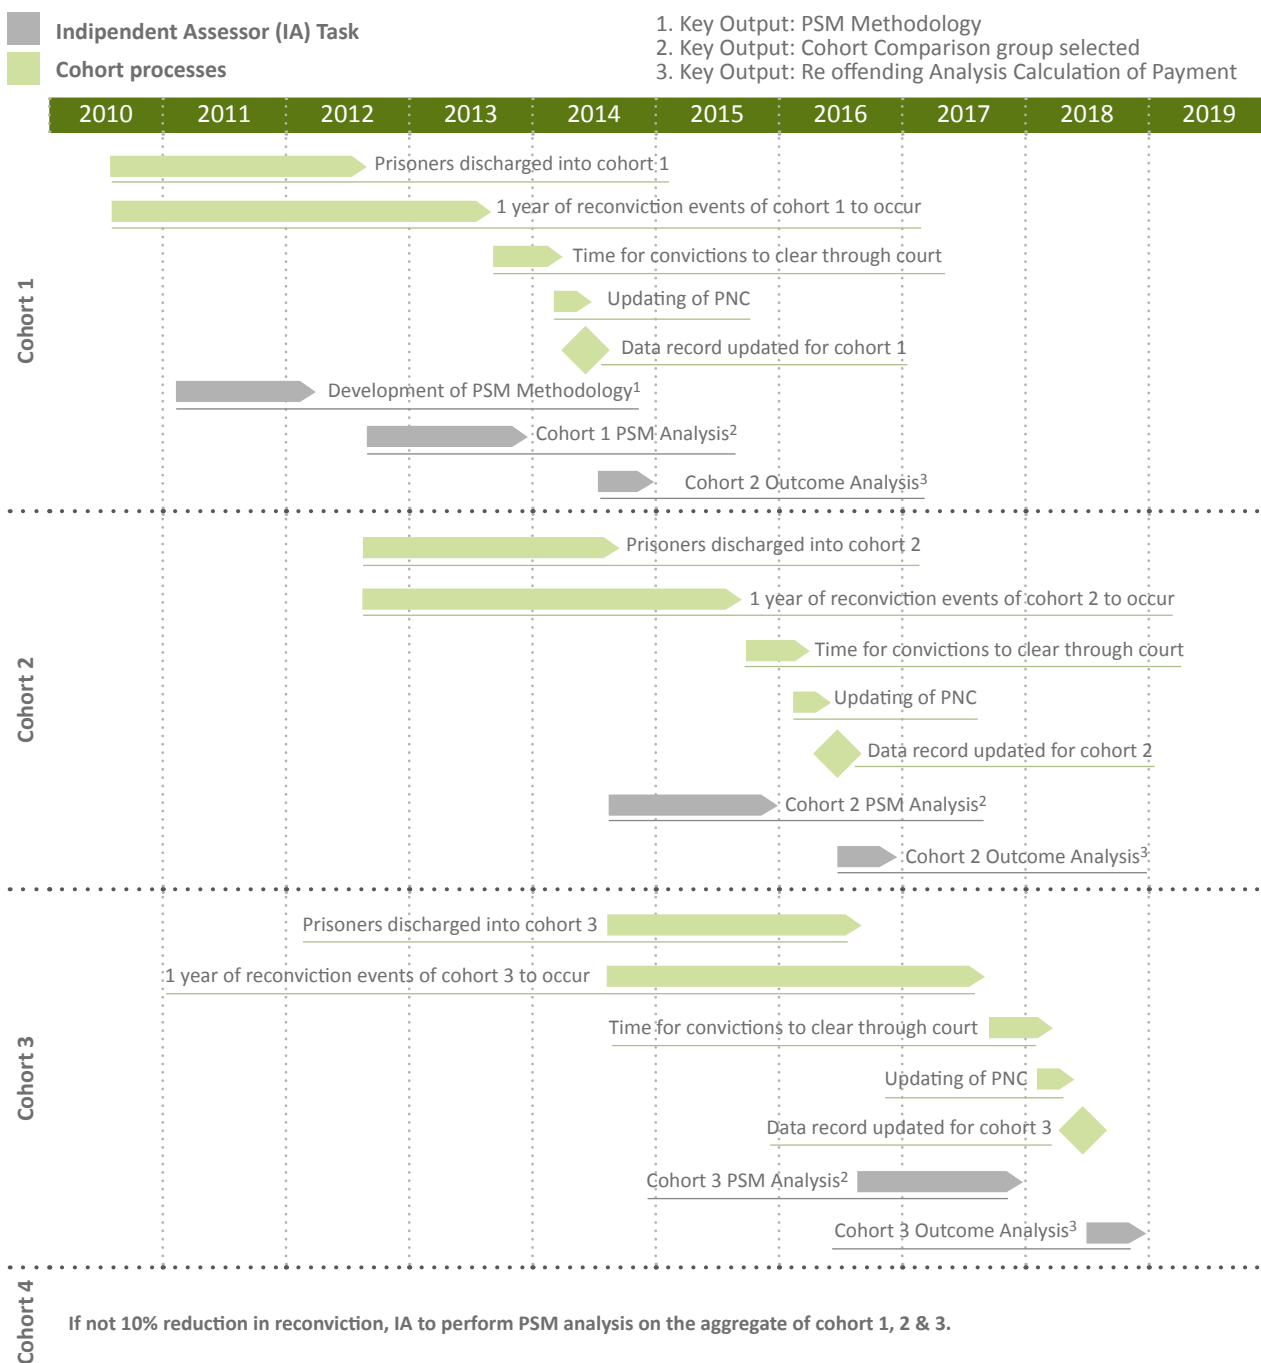 Indipendent Assessor (IA) Task
Cohort processes
1. Key Output: PSM Methodology
2. Key Output: Cohort Comparison group selected
3. Key Output: Re offending Analysis Calculation of Payment
2010 2011 2012 2013 2014 2015 2016 2017 2018 2019
Cohort 1
Prisoners discharged into cohort 1
1 year of reconviction events of cohort 1 to occur
Time for convictions to clear through court
Updating of PNC
Data record updated for cohort 1
Development of PSM Methodology1
Cohort 1 PSM Analysis2
Cohort 2 Outcome Analysis3
Cohort 2
Prisoners discharged into cohort 2
1 year of reconviction events of cohort 2 to occur
Time for convictions to clear through court
Updating of PNC
Data record updated for cohort 2
Cohort 2 PSM Analysis2
Cohort 2 Outcome Analysis3
Cohort 3
Prisoners discharged into cohort 3
1 year of reconviction events of cohort 3 to occur
Time for convictions to clear through court
Updating of PNC
Data record updated for cohort 3
Cohort 3 PSM Analysis2
Cohort 3 Outcome Analysis3
Cohort 4
If not 10% reduction in reconviction, IA to perform PSM analysis on the aggregate of cohort 1, 2 & 3.